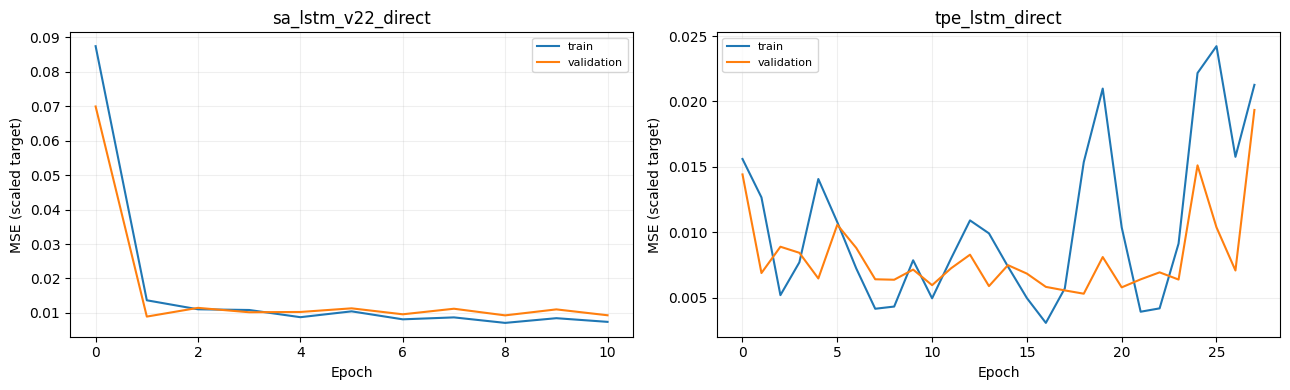 sa_lstm_v22_direct
train
validation
MSE (scaled target)
0.09
0.08
0.07
0.06
0.05
0.04
0.03
0.02
0.01
0 2 4 6 8 10
Epoch
tpe_lstm_direct
train
validation
MSE (scaled target)
0.025
0.020
0.015
0.010
0.005
0 5 10 15 20 25
Epoch